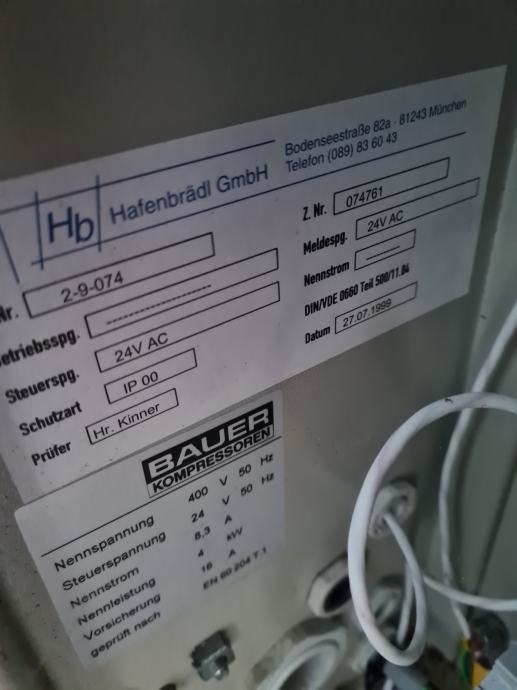 Hb Hafenbrädl GmbH
Bodenseestraße 82a · 81243 München
Telefon (089) 83 60 43
Nr. 2-9-074
Z. Nr. 074761
Betriebsspg. --------------------
Meldespg. 24V AC
Steuerspg. 24V AC
Nennstrom --------
Schutzart IP 00
DIN/VDE 0660 Teil 500/11.84
Prüfer Hr. Kinner
Datum 27.07.1999
BAUER
KOMPRESSOREN
Nennspannung 400 V 50 Hz
Steuerspannung 24 V 50 Hz
Nennstrom 8,3 A
Nennleistung 4 kW
Vorsicherung 16 A
geprüft nach EN 60 204 T.1